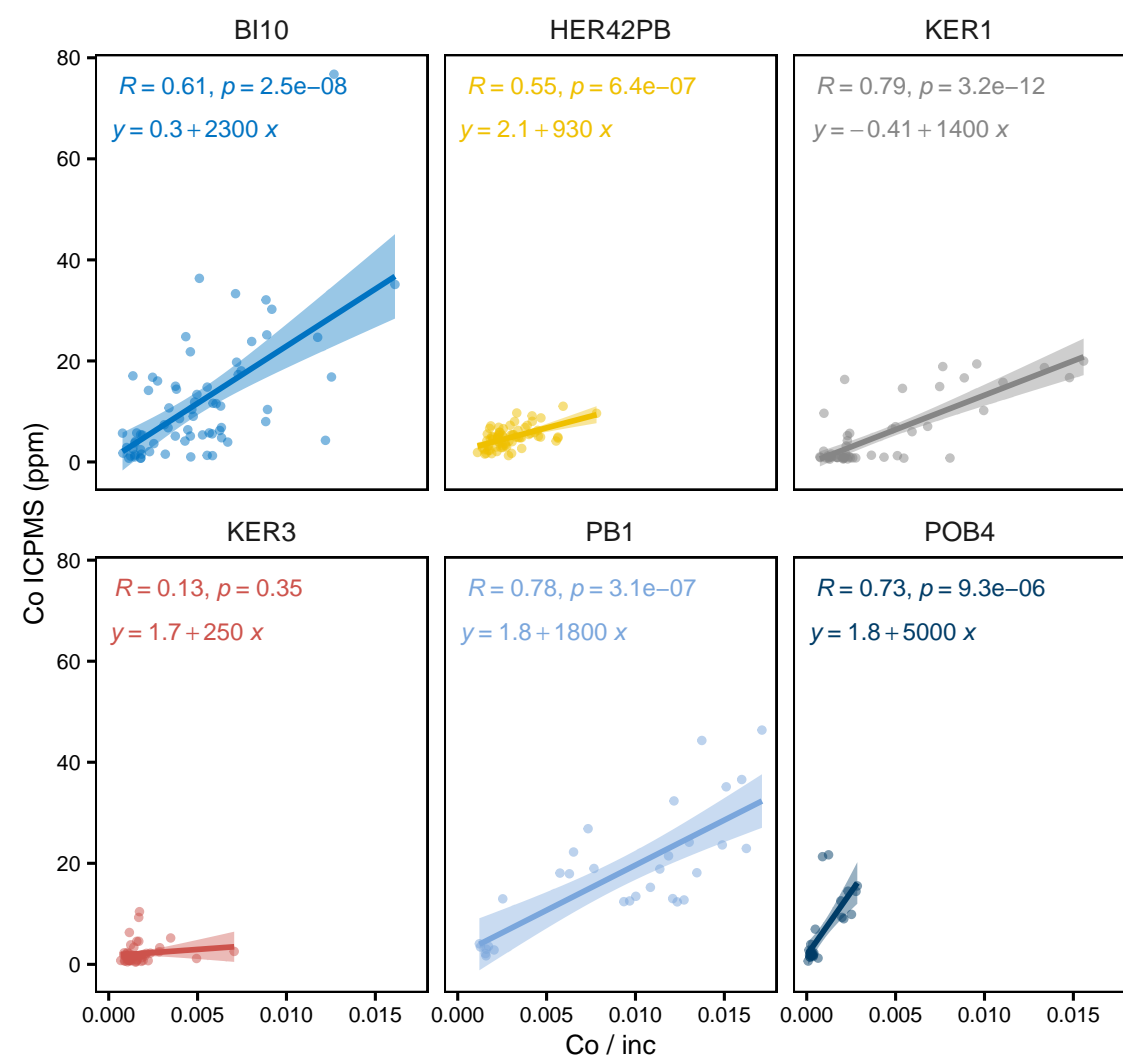 BI10
HER42PB
KER1
80
60
40
20
0
R = 0.61, p = 2.5e−08
y = 0.3 + 2300 x
R = 0.55, p = 6.4e−07
y = 2.1 + 930 x
R = 0.79, p = 3.2e−12
y = −0.41 + 1400 x
Co ICPMS (ppm)
KER3
PB1
POB4
80
60
40
20
0
R = 0.13, p = 0.35
y = 1.7 + 250 x
R = 0.78, p = 3.1e−07
y = 1.8 + 1800 x
R = 0.73, p = 9.3e−06
y = 1.8 + 5000 x
0.000 0.005 0.010 0.015
0.000 0.005 0.010 0.015
0.000 0.005 0.010 0.015
Co / inc